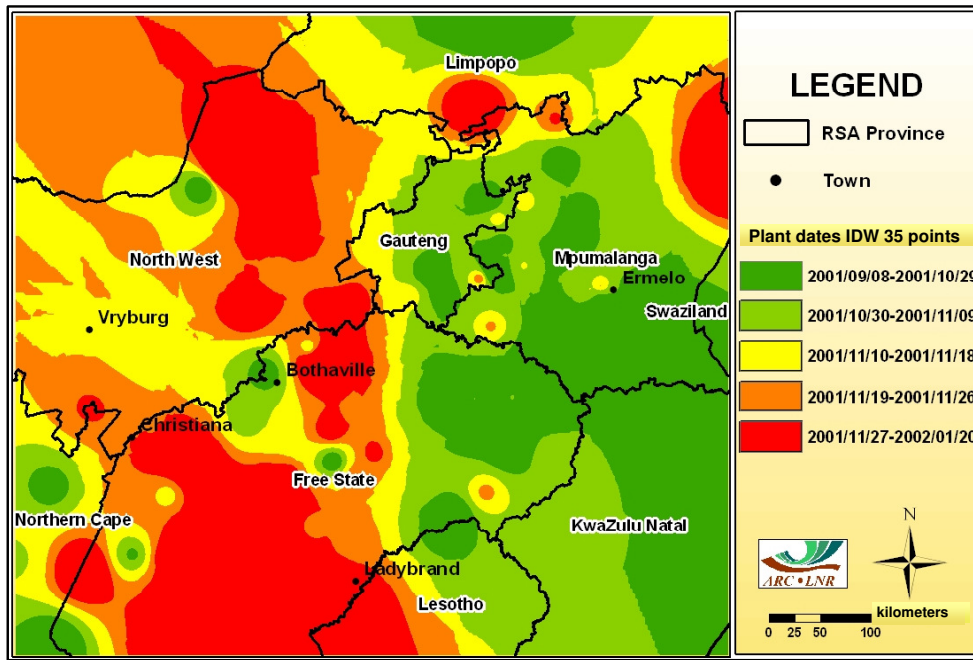 Limpopo
Gauteng
Mpumalanga
Ermelo
North West
Swaziland
Vryburg
Bothaville
Christiana
Free State
Northern Cape
KwaZulu Natal
Ladybrand
Lesotho
LEGEND
RSA Province
Town
Plant dates IDW 35 points
2001/09/08-2001/10/29
2001/10/30-2001/11/09
2001/11/10-2001/11/18
2001/11/19-2001/11/26
2001/11/27-2002/01/20
N
ARC • LNR
kilometers
0 25 50 100